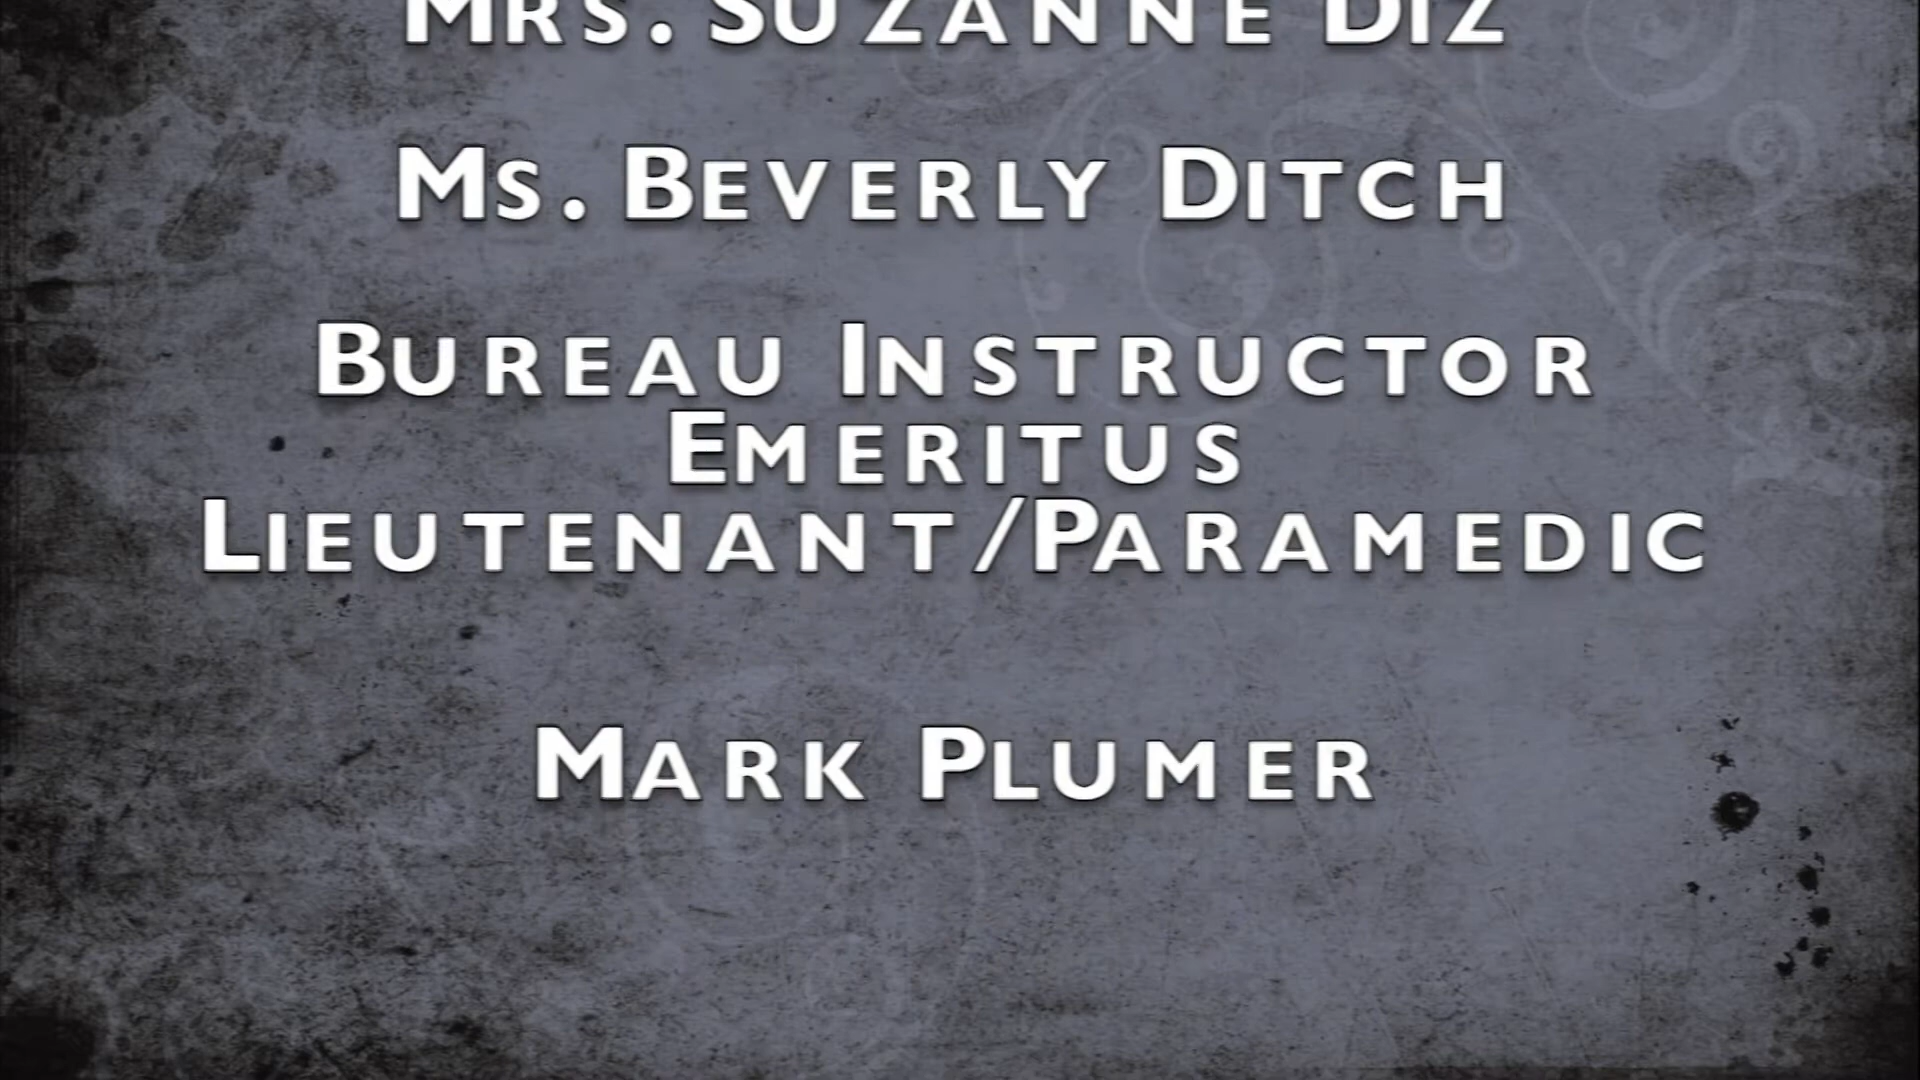 Mrs. Suzanne Diz
Ms. Beverly Ditch
Bureau Instructor
Emeritus
Lieutenant/Paramedic
Mark Plumer